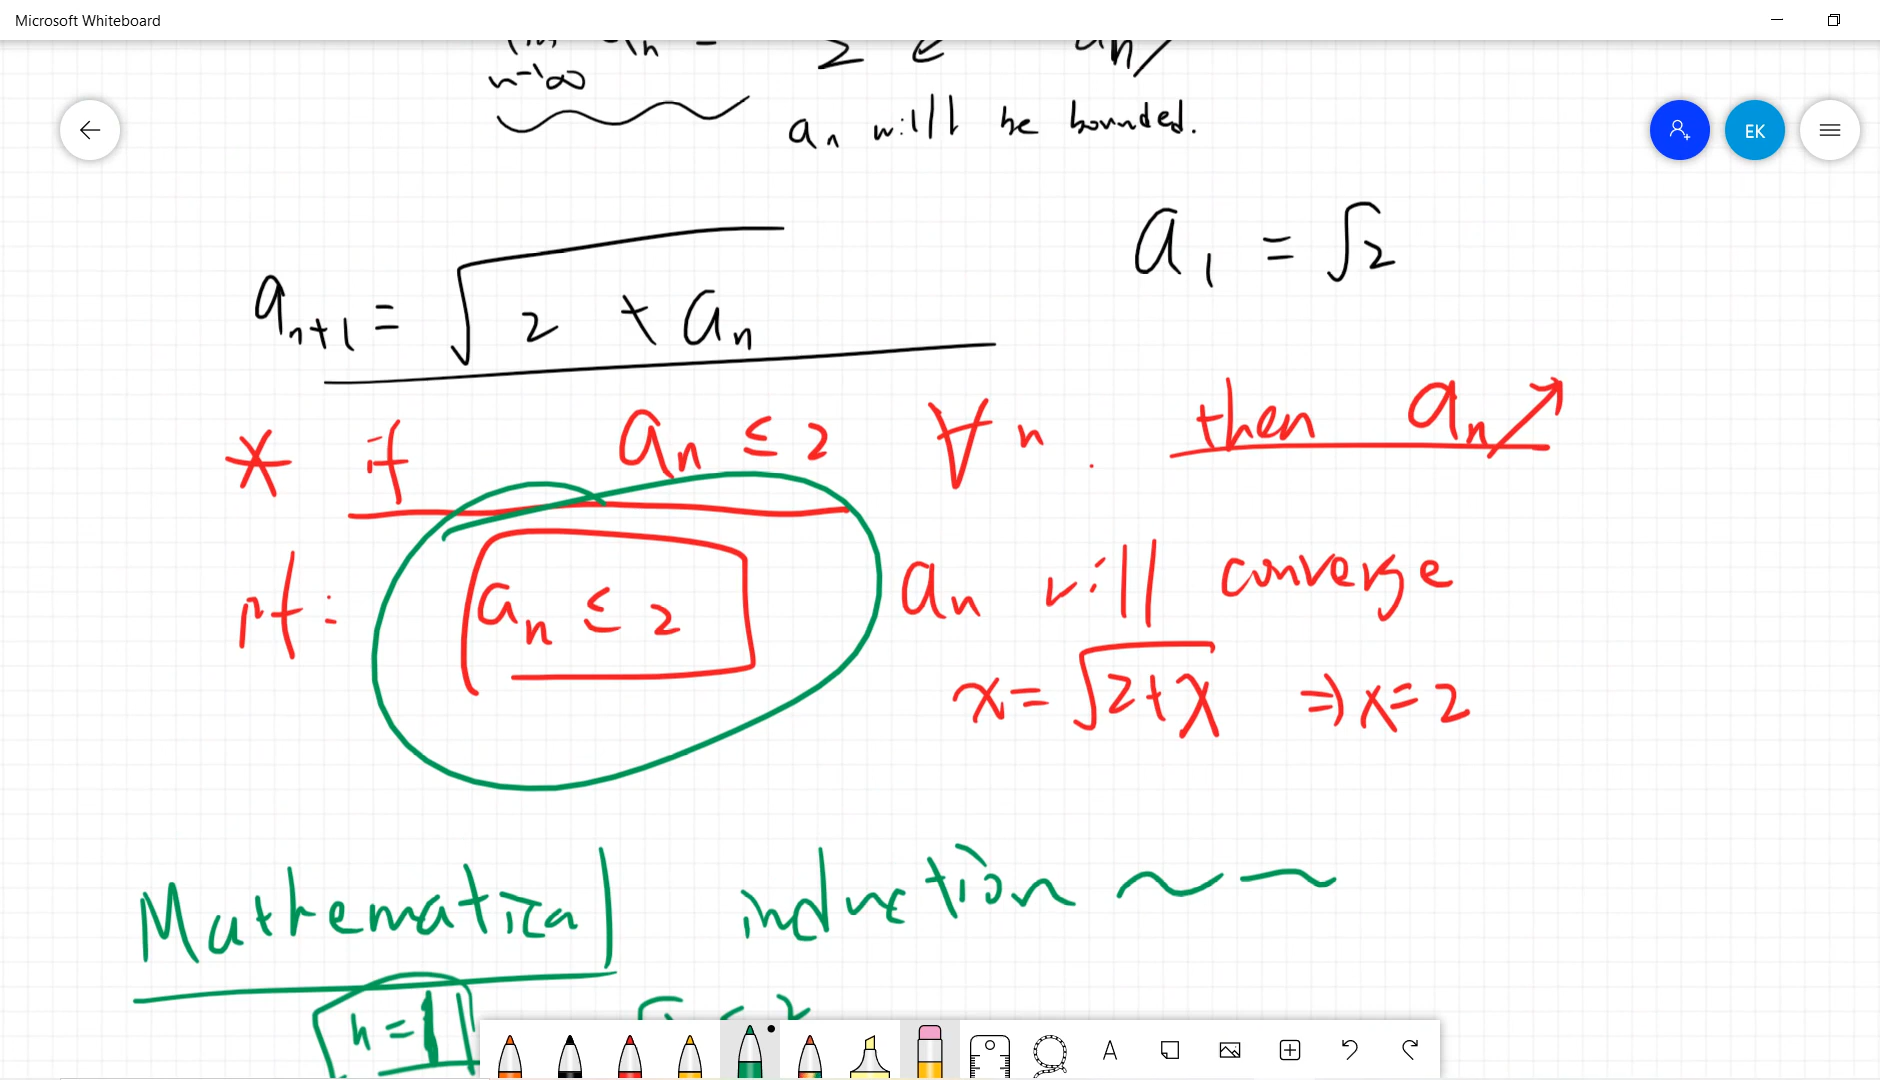 Microsoft Whiteboard
n→∞
aₙ will be bounded.
EK
a₁ = √2
aₙ₊₁ = √(2 + aₙ)
* if aₙ ≤ 2 ∀ n. then aₙ↗
pf: aₙ ≤ 2 aₙ will converge
x = √(2+x) ⇒ x = 2
Mathematical induction ~~
n = 1